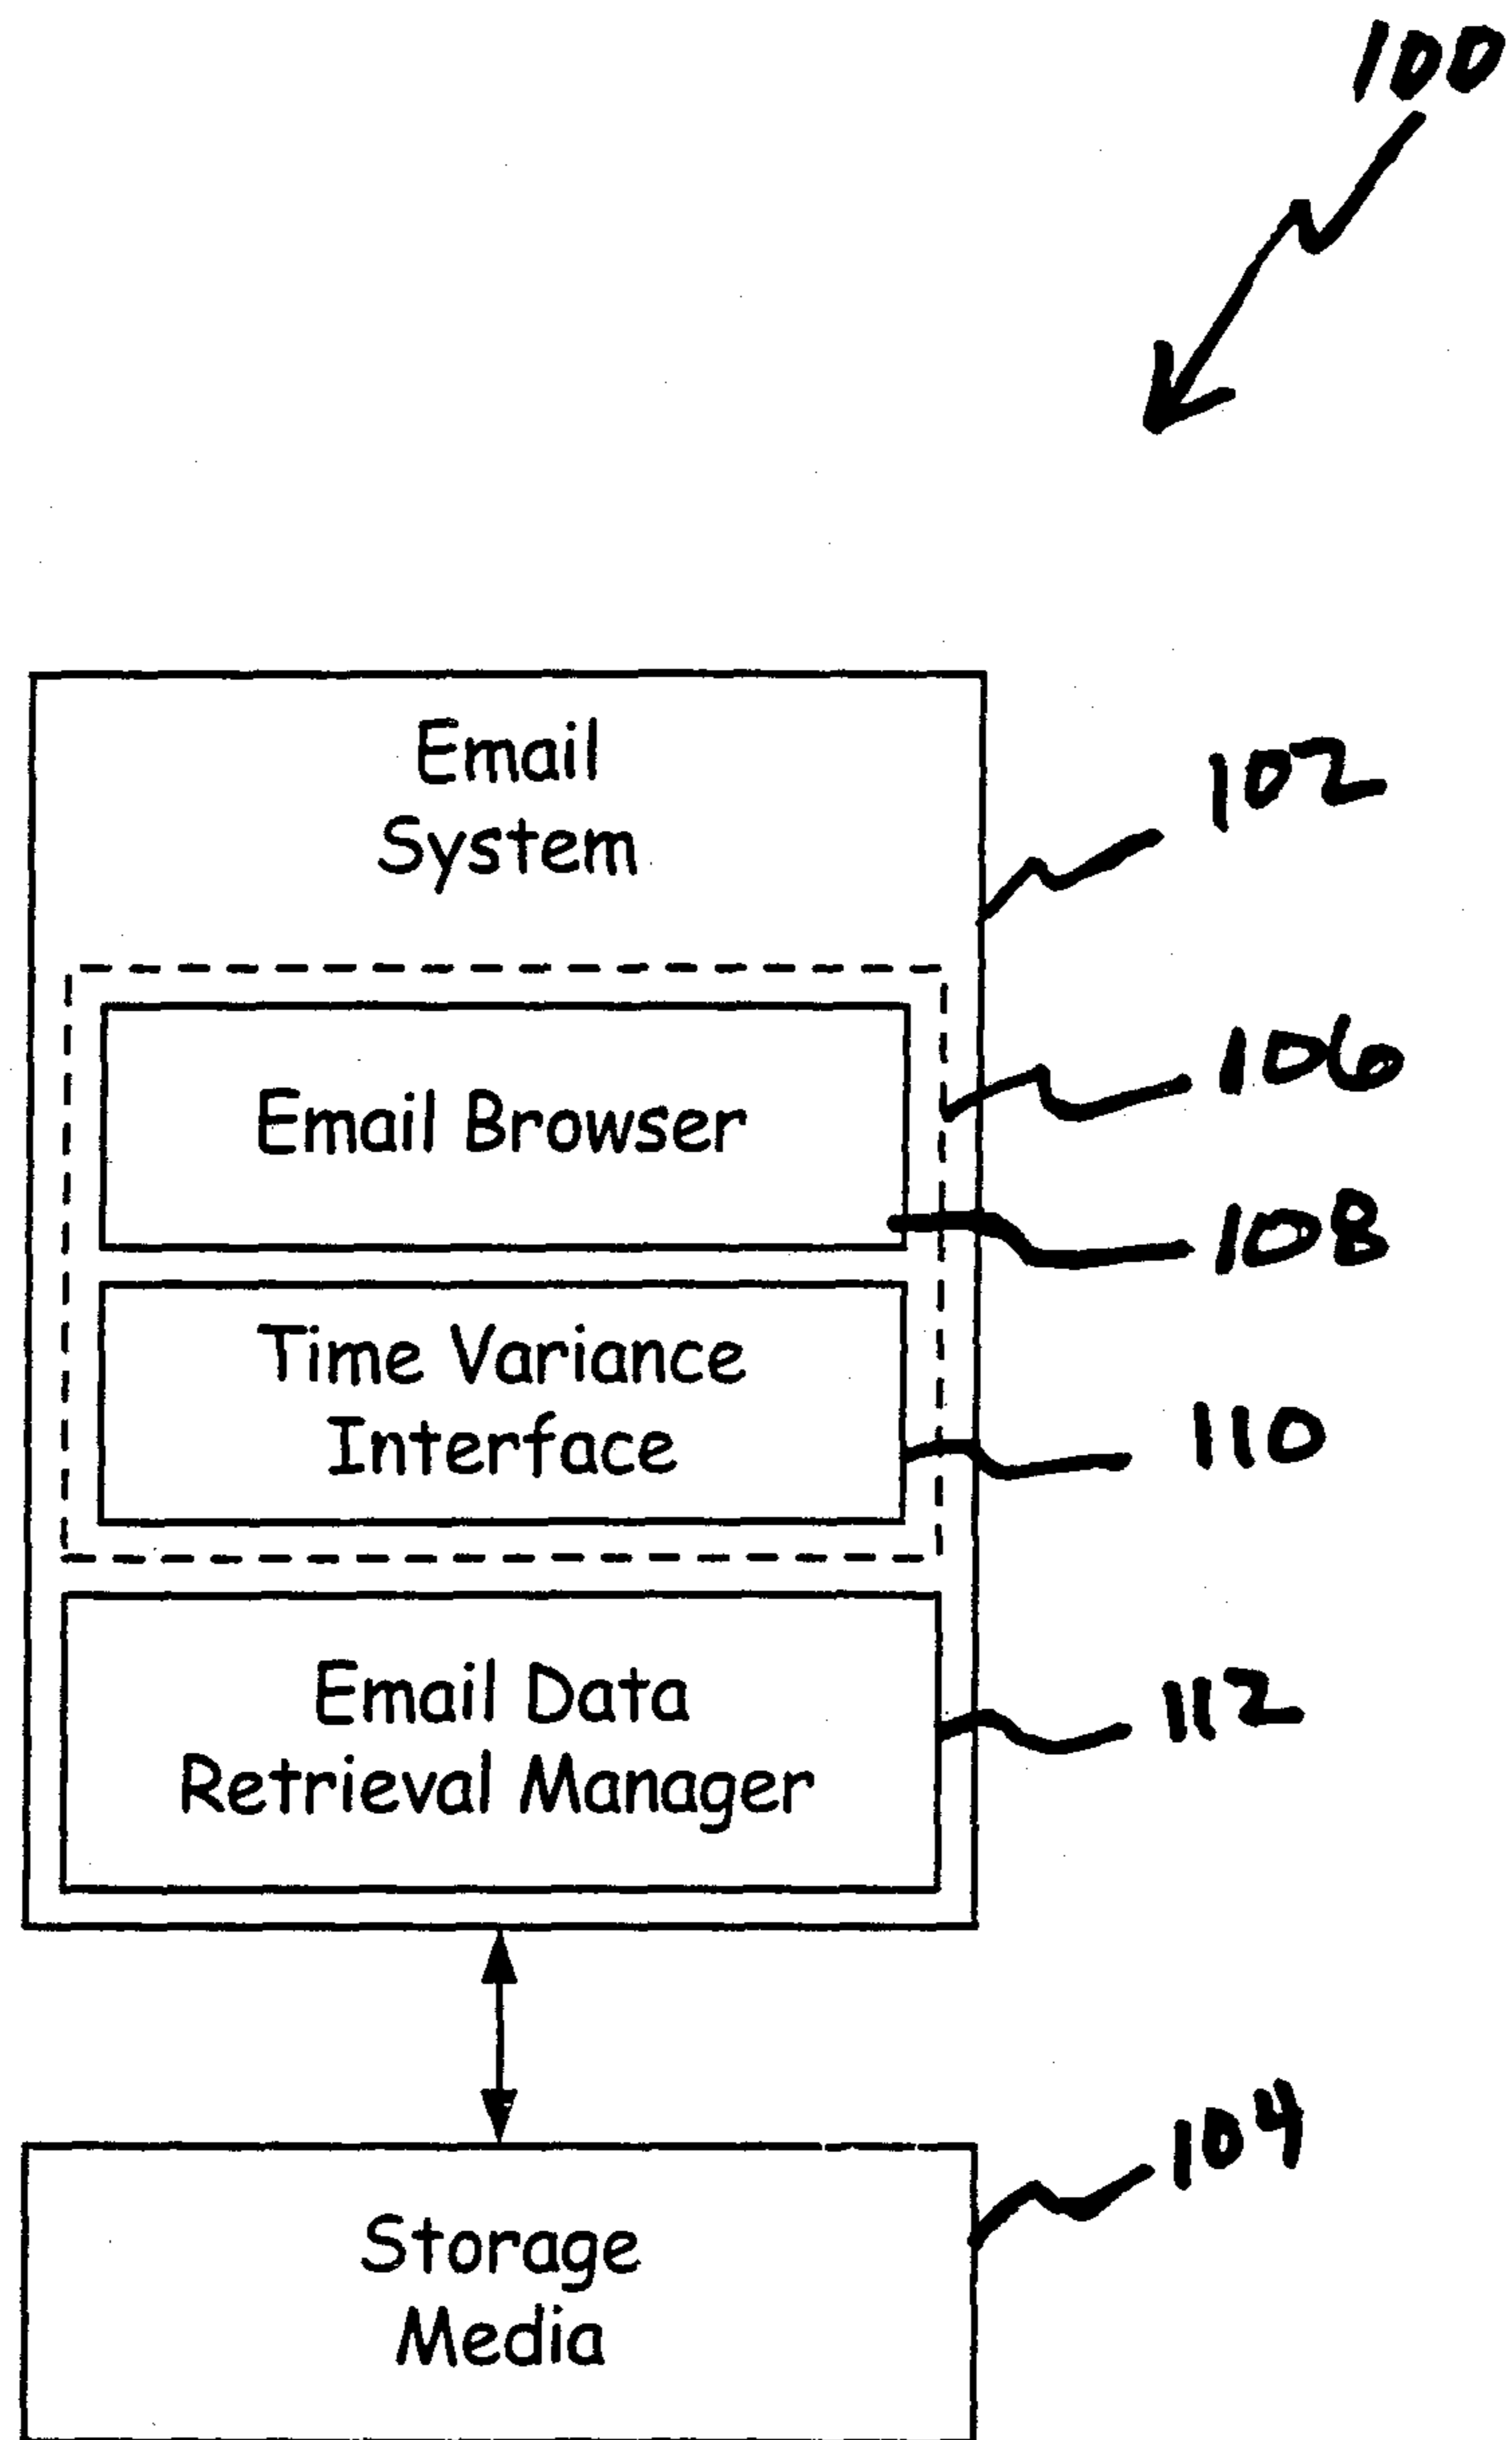 100
Email
System
102
106
Email Browser
108
Time Variance
Interface
110
Email Data
Retrieval Manager
112
104
Storage
Media